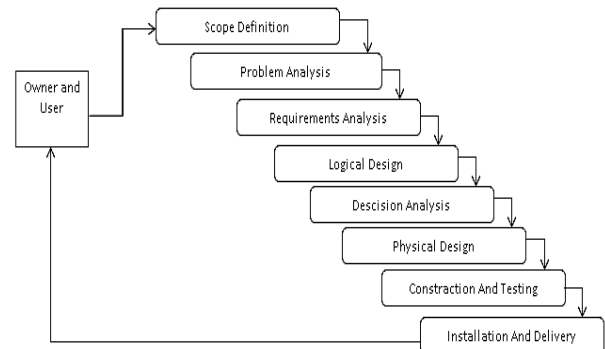 Scope Definition
Problem Analysis
Owner and
User
Requirements Analysis
Logical Design
Descision Analysis
Physical Design
Constraction And Testing
Installation And Delivery